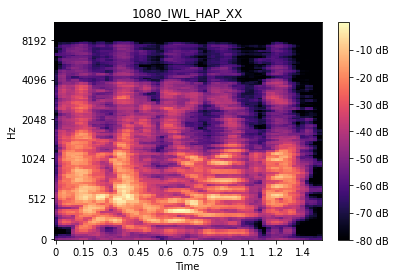 1080_IWL_HAP_XX
8192
4096
2048
1024
512
0
Hz
0 0.15 0.3 0.45 0.6 0.75 0.9 1.1 1.2 1.4
Time
-10 dB
-20 dB
-30 dB
-40 dB
-50 dB
-60 dB
-70 dB
-80 dB